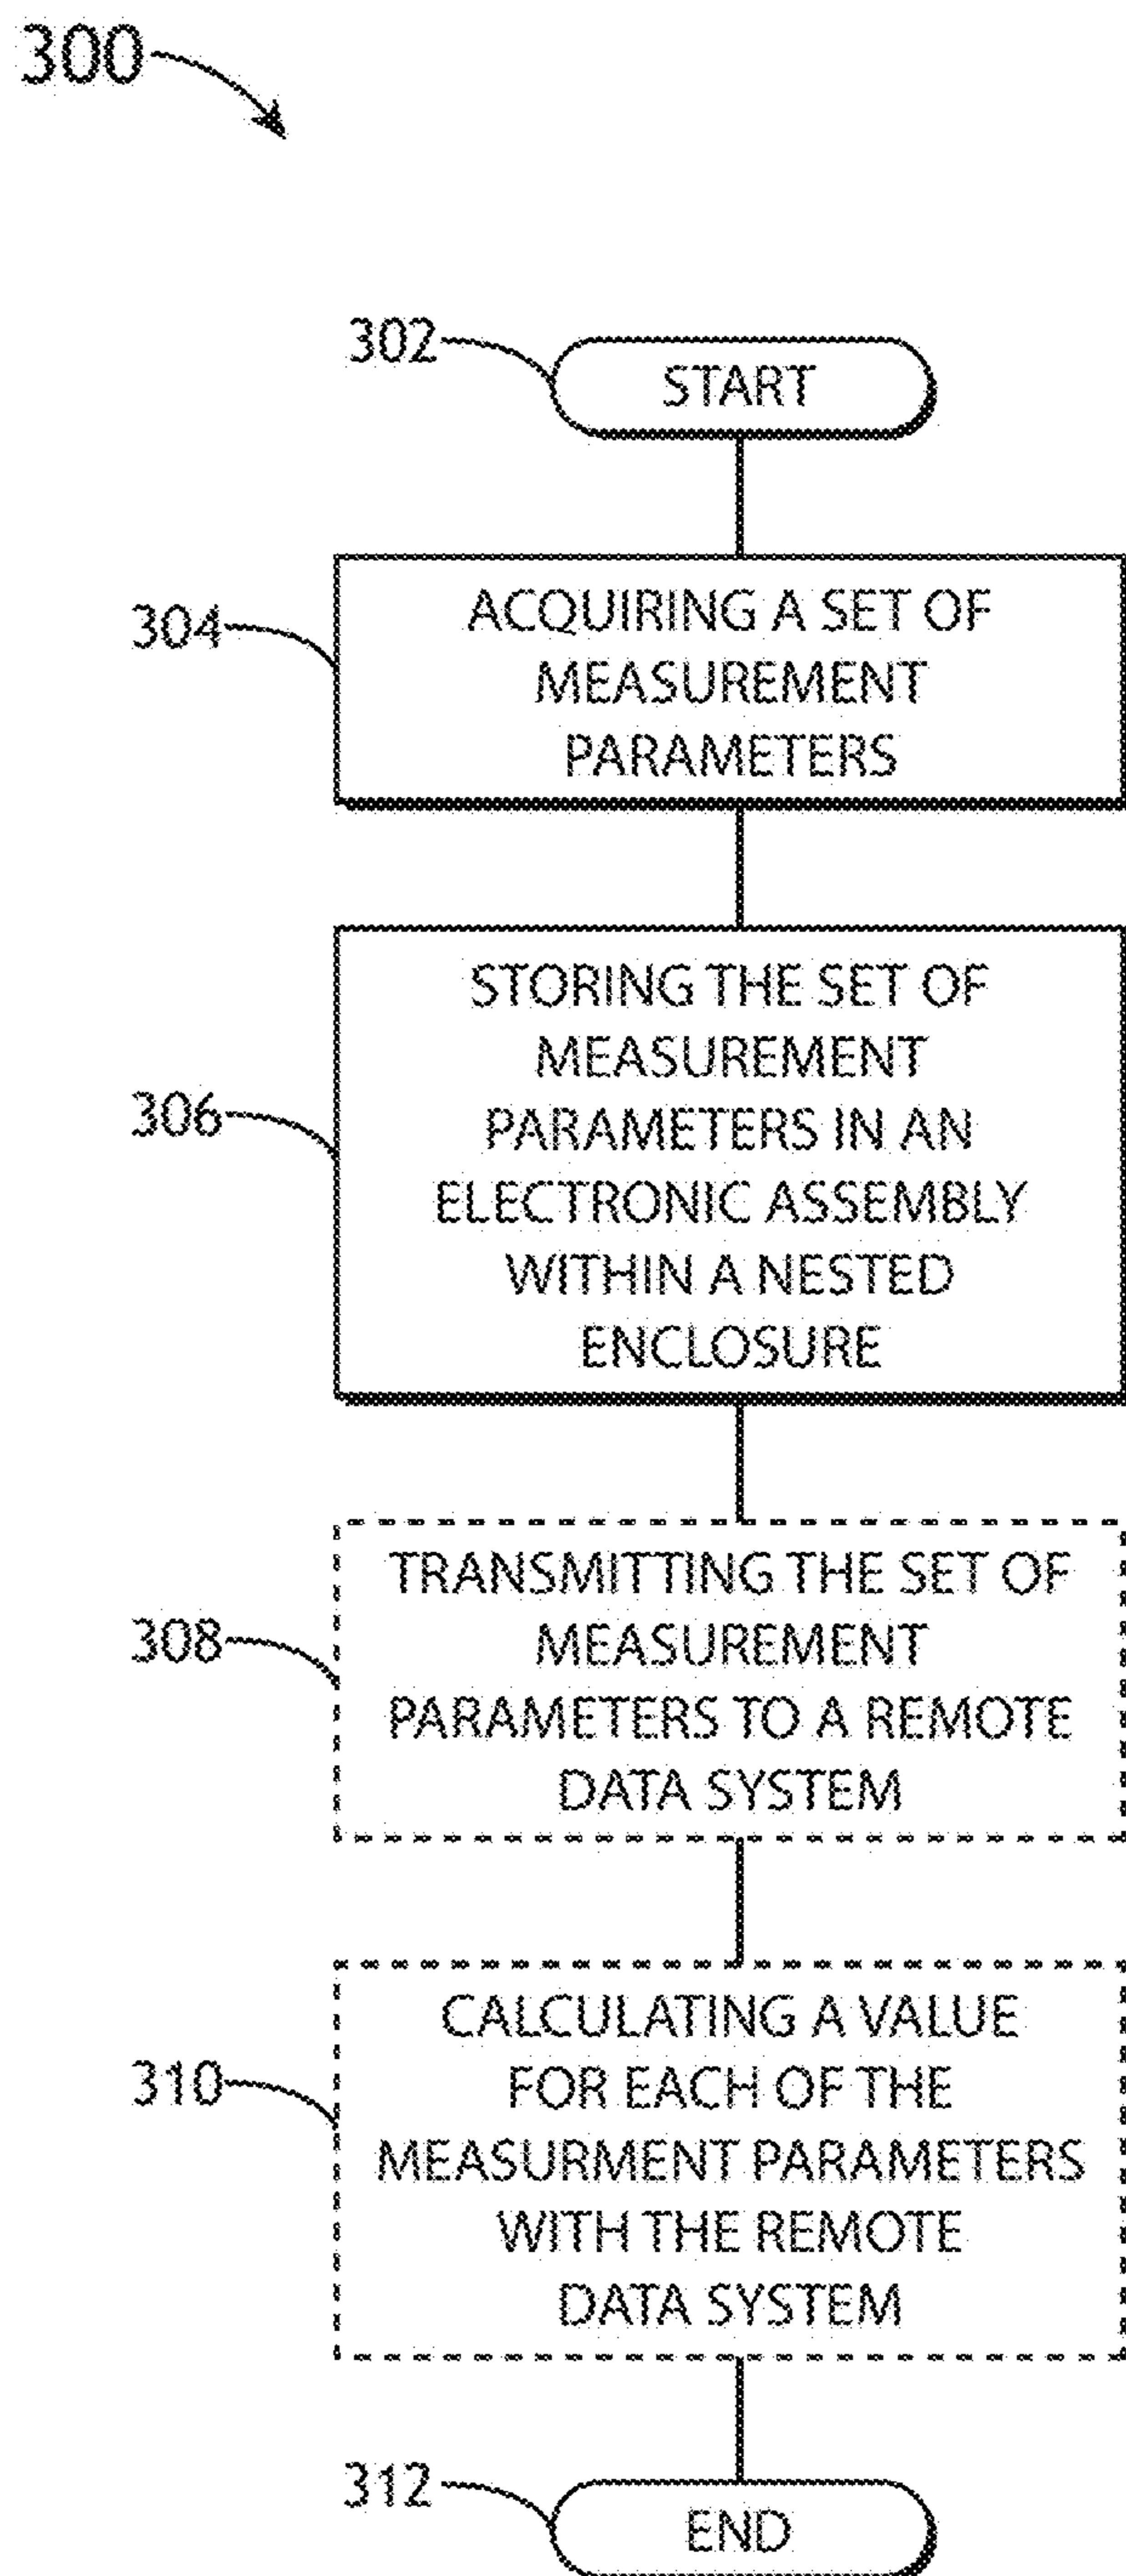 300
302
START
304
ACQUIRING A SET OF
MEASUREMENT
PARAMETERS
306
STORING THE SET OF
MEASUREMENT
PARAMETERS IN AN
ELECTRONIC ASSEMBLY
WITHIN A NESTED
ENCLOSURE
308
TRANSMITTING THE SET OF
MEASUREMENT
PARAMETERS TO A REMOTE
DATA SYSTEM
310
CALCULATING A VALUE
FOR EACH OF THE
MEASURMENT PARAMETERS
WITH THE REMOTE
DATA SYSTEM
312
END